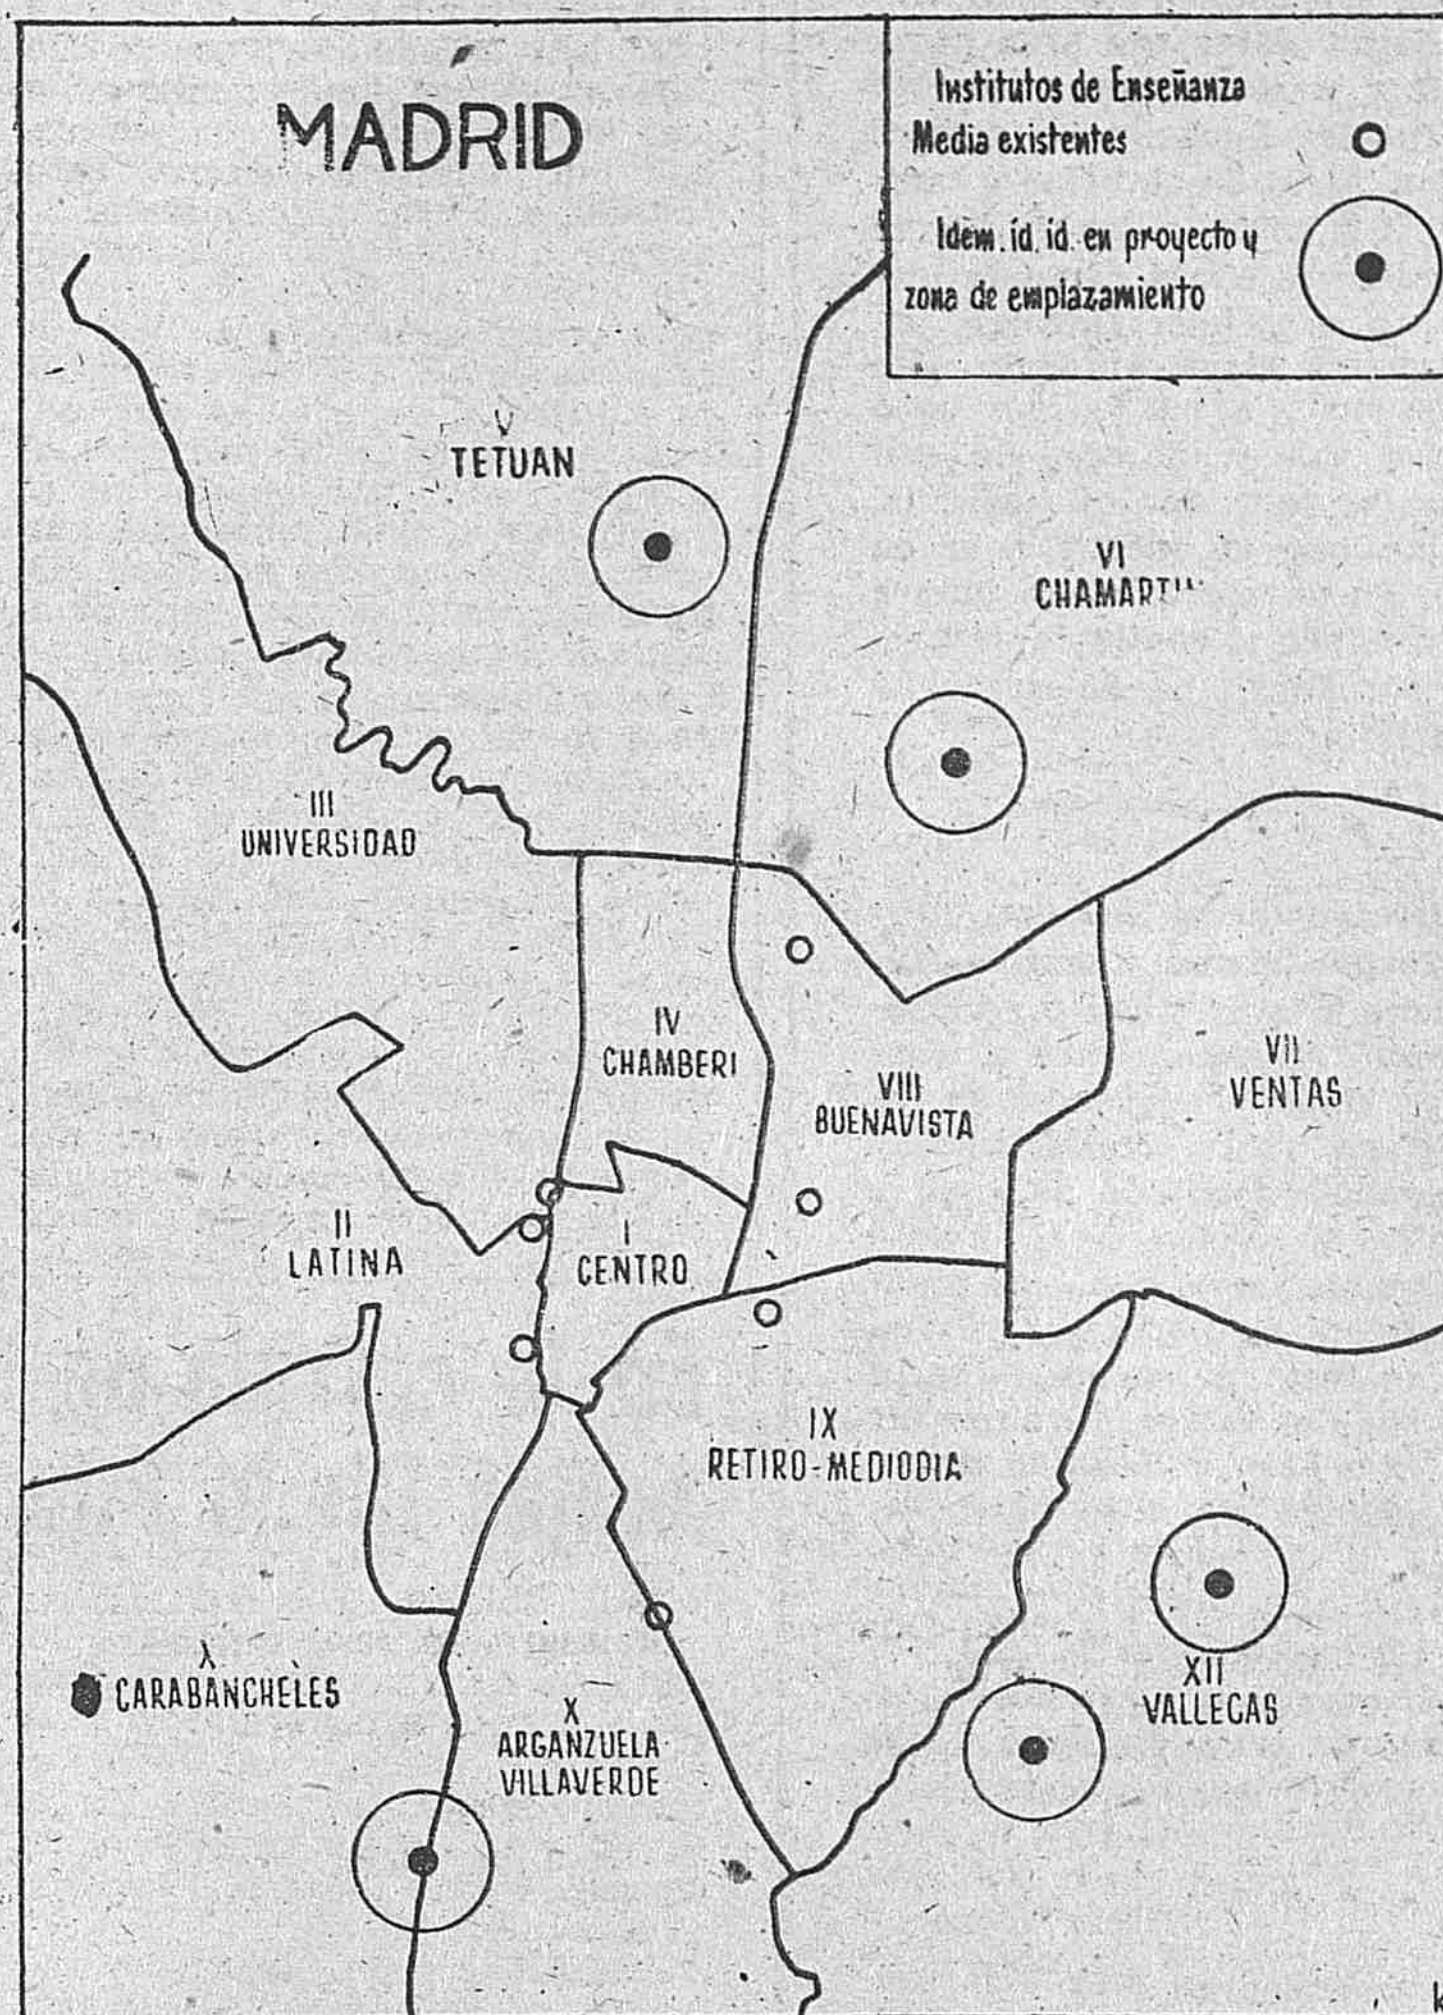 MADRID
Institutos de Enseñanza
Media existentes
Idem. id. id. en proyecto y
zona de emplazamiento
V
TETUAN
VI
III
UNIVERSIDAD
IV
CHAMBERI
VIII
BUENAVISTA
VII
VENTAS
II
LATINA
I
CENTRO
IX
RETIRO-MEDIODIA
X
CARABANCHELES
X
ARGANZUELA
VILLAVERDE
XII
VALLECAS